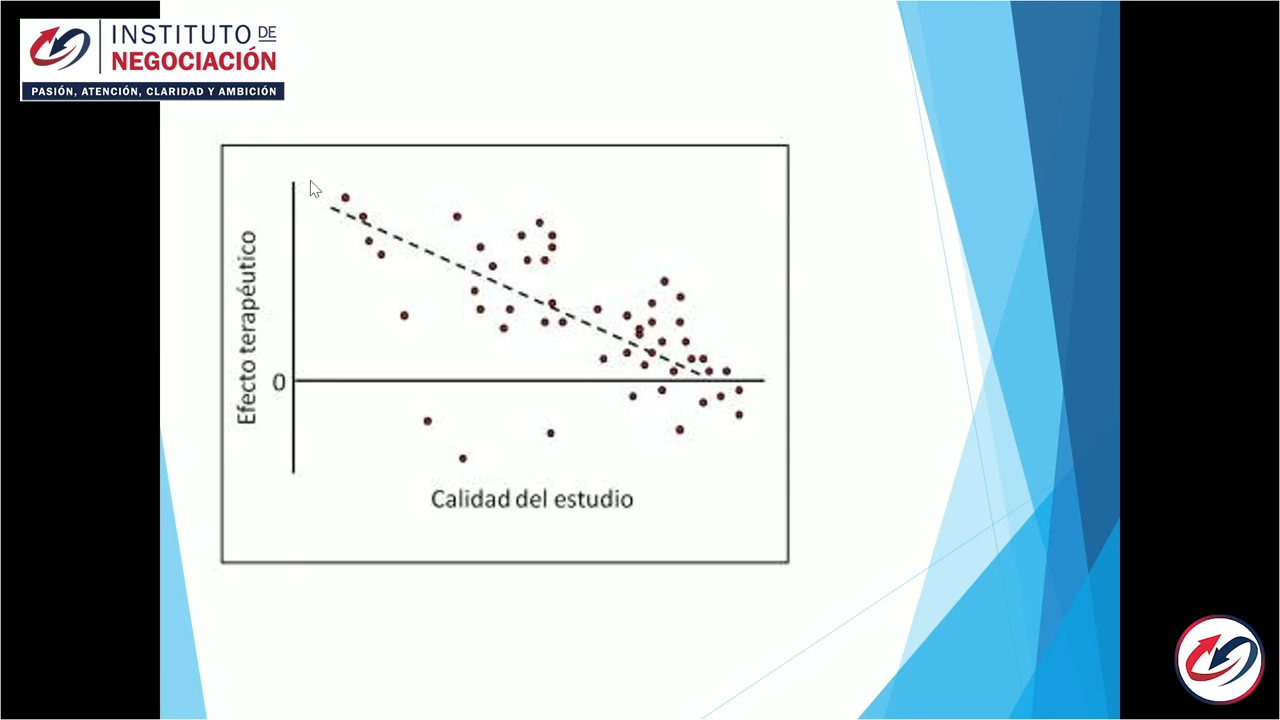 INSTITUTO DE
NEGOCIACIÓN
PASIÓN, ATENCIÓN, CLARIDAD Y AMBICIÓN
Efecto terapéutico
0
Calidad del estudio